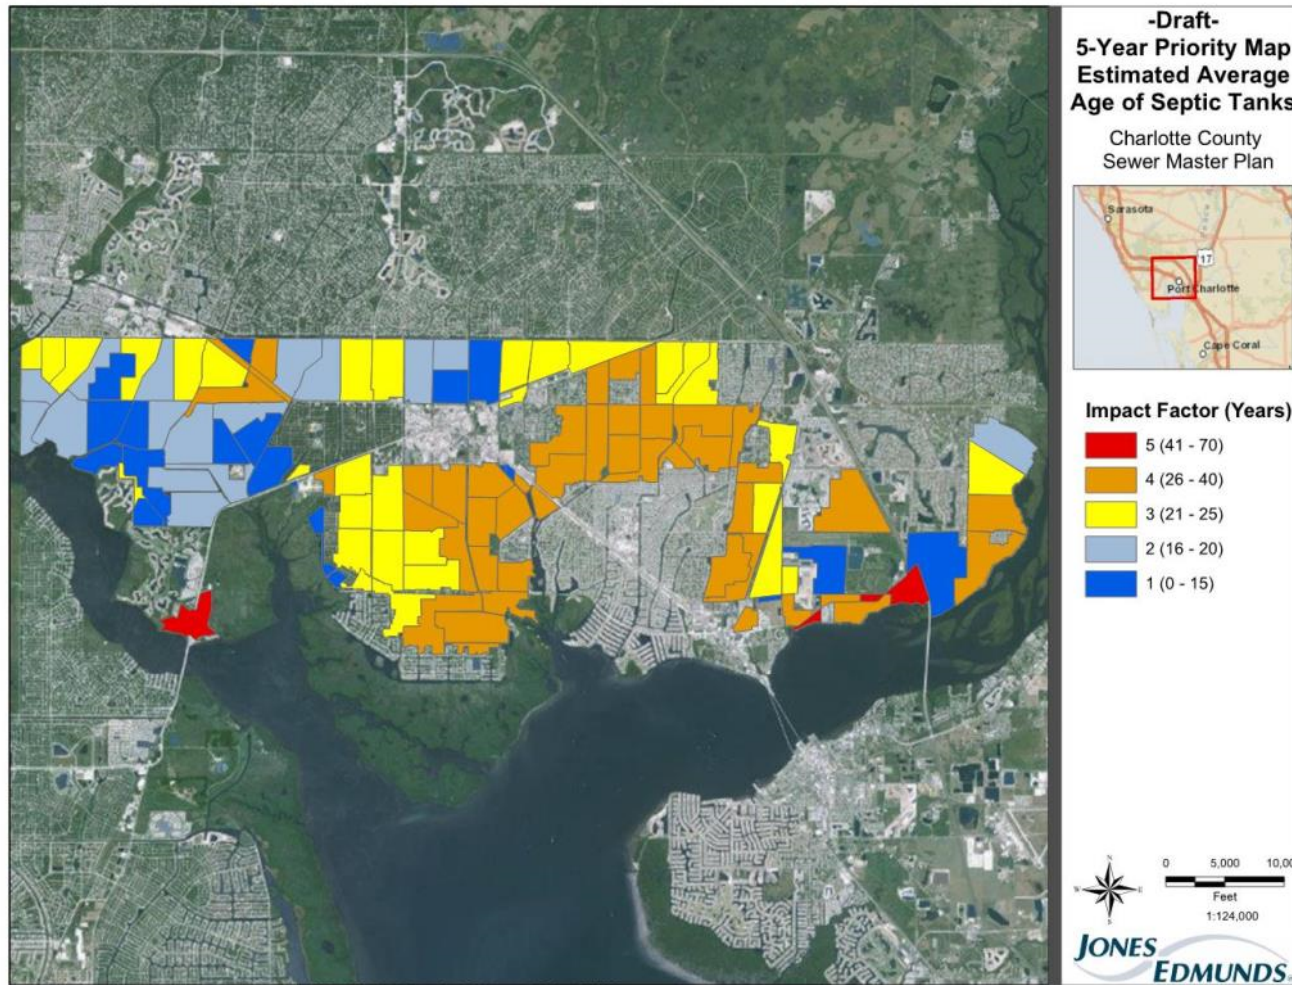 -Draft-
5-Year Priority Map
Estimated Average
Age of Septic Tanks
Charlotte County
Sewer Master Plan
Sarasota
17
Port Charlotte
Cape Coral
Impact Factor (Years)
5 (41 - 70)
4 (26 - 40)
3 (21 - 25)
2 (16 - 20)
1 (0 - 15)
N
W
E
S
0 5,000 10,00
Feet
1:124,000
JONES
EDMUNDS